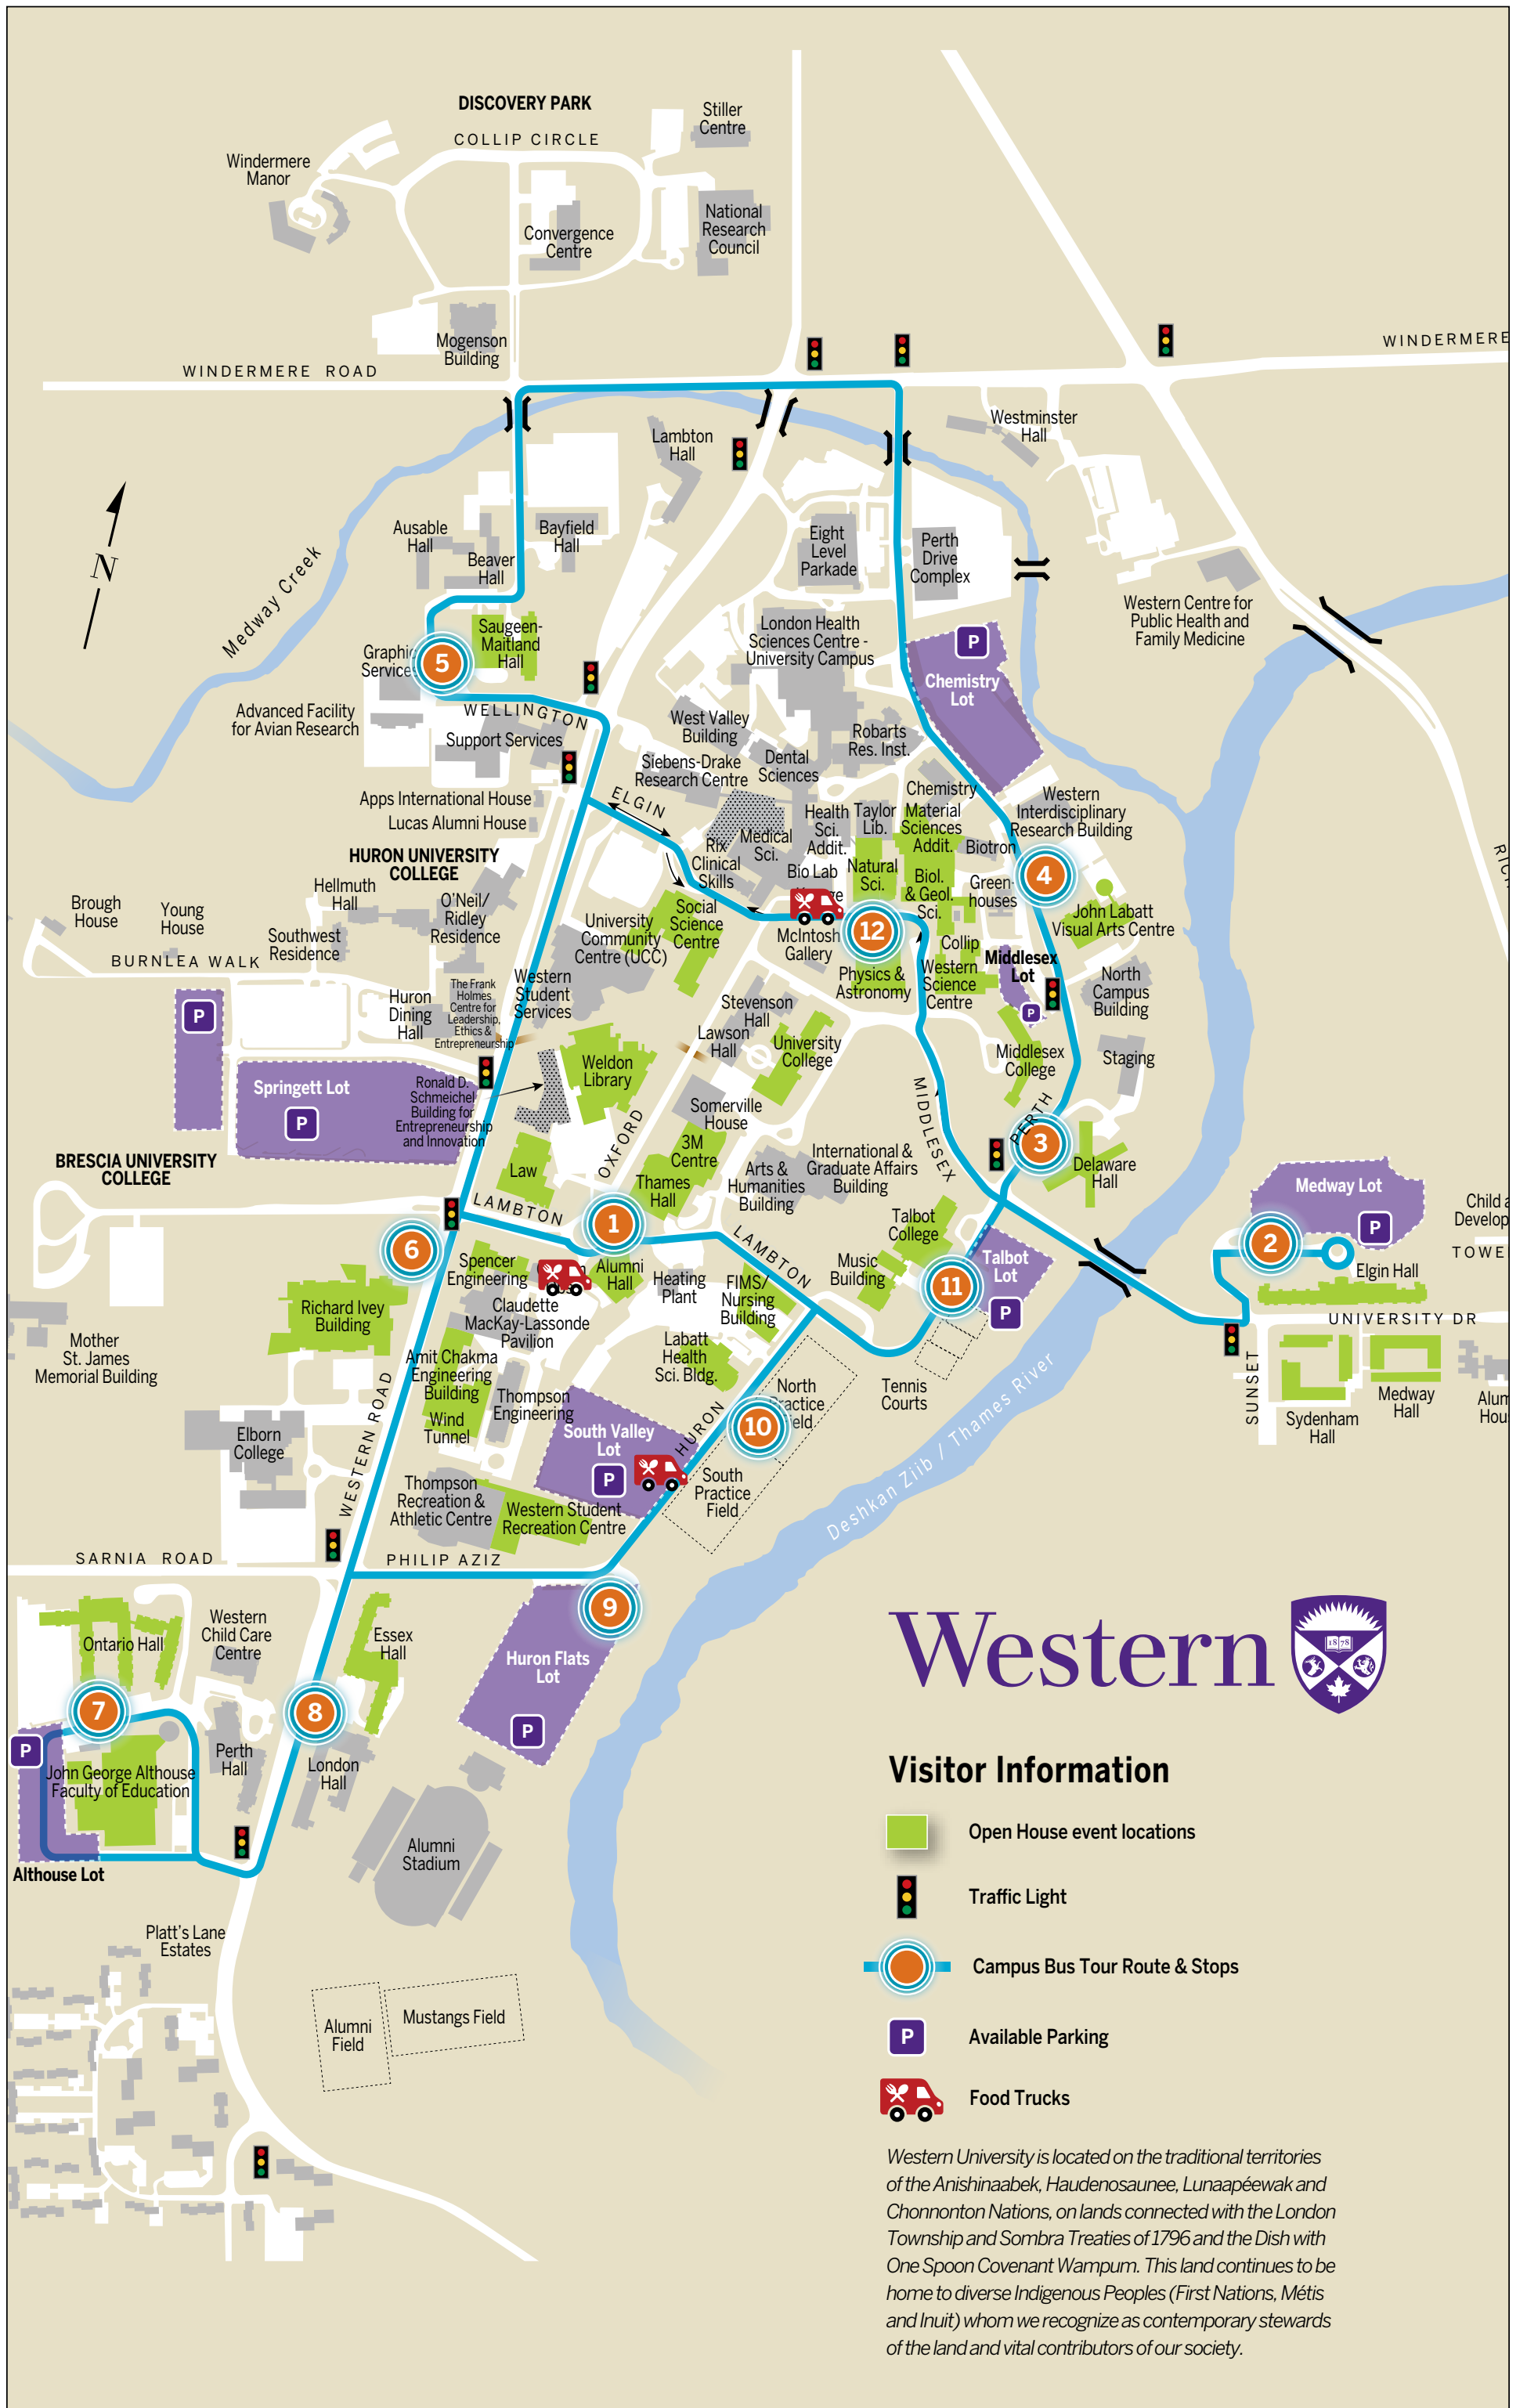 DISCOVERY PARK
COLLIP CIRCLE
Stiller
Centre
Windermere
Manor
Convergence
Centre
National
Research
Council
Mogenson
Building
WINDERMERE ROAD
WINDERMERE
Westminster
Hall
Lambton
Hall
N
Medway Creek
Ausable
Hall
Beaver
Hall
Bayfield
Hall
Eight
Level
Parkade
Perth
Drive
Complex
Western Centre for
Public Health and
Family Medicine
Saugeen-
Maitland
Hall
London Health
Sciences Centre -
University Campus
P
Chemistry
Lot
Graphic
Services
5
Advanced Facility
for Avian Research
WELLINGTON
Support Services
West Valley
Building
Robarts
Res. Inst.
Siebens-Drake
Research Centre
Dental
Sciences
Apps International House
Lucas Alumni House
ELGIN
Chemistry
Western
Interdisciplinary
Research Building
Health
Sci.
Addit.
Taylor
Lib.
Material
Sciences
Addit.
Medical
Sci.
Biotron
Rix
Clinical
Skills
Bio Lab
Natural
Sci.
Biol.
& Geol.
Sci.
Green-
houses
4
RICH
HURON UNIVERSITY
COLLEGE
Hellmuth
Hall
O'Neil/
Ridley
Residence
Brough
House
Young
House
Southwest
Residence
BURNLEA WALK
University
Community
Centre (UCC)
Social
Science
Centre
McIntosh
Gallery
12
Collip
John Labatt
Visual Arts Centre
Physics &
Astronomy
Western
Science
Centre
Middlesex
Lot
P
North
Campus
Building
P
Huron
Dining
Hall
The Frank
Holmes
Centre for
Leadership,
Ethics &
Entrepreneurship
Western
Student
Services
Stevenson
Hall
Lawson
Hall
University
College
Middlesex
College
Staging
Springett Lot
P
Ronald D.
Schmeichel
Building for
Entrepreneurship
and Innovation
Weldon
Library
Somerville
House
MIDDLESEX
PERTH
3
BRESCIA UNIVERSITY
COLLEGE
Law
OXFORD
3M
Centre
Thames
Hall
Arts &
Humanities
Building
International &
Graduate Affairs
Building
Delaware
Hall
Medway Lot
P
Child a
Develop
TOWE
LAMBTON
1
6
LAMBTON
Talbot
College
2
Elgin Hall
UNIVERSITY DR
Spencer
Engineering
Alumni
Hall
Heating
Plant
FIMS/
Nursing
Building
Music
Building
11
Talbot
Lot
P
Richard Ivey
Building
Claudette
MacKay-Lassonde
Pavilion
Mother
St. James
Memorial Building
Amit Chakma
Engineering
Building
Labatt
Health
Sci. Bldg.
SUNSET
Sydenham
Hall
Medway
Hall
Alum
Hou
Thompson
Engineering
Wind
Tunnel
North
Practice
Field
10
Tennis
Courts
Elborn
College
WESTERN ROAD
South Valley
Lot
P
HURON
South
Practice
Field
Deshkan Ziib / Thames River
Thompson
Recreation &
Athletic Centre
Western Student
Recreation Centre
SARNIA ROAD
PHILIP AZIZ
9
Ontario Hall
Western
Child Care
Centre
Essex
Hall
Huron Flats
Lot
P
7
8
P
John George Althouse
Faculty of Education
Perth
Hall
London
Hall
Althouse Lot
Alumni
Stadium
Platt's Lane
Estates
Alumni
Field
Mustangs Field
Western
1878
Visitor Information
Open House event locations
Traffic Light
Campus Bus Tour Route & Stops
P
Available Parking
Food Trucks
Western University is located on the traditional territories
of the Anishinaabek, Haudenosaunee, Lunaapéewak and
Chonnonton Nations, on lands connected with the London
Township and Sombra Treaties of 1796 and the Dish with
One Spoon Covenant Wampum. This land continues to be
home to diverse Indigenous Peoples (First Nations, Métis
and Inuit) whom we recognize as contemporary stewards
of the land and vital contributors of our society.